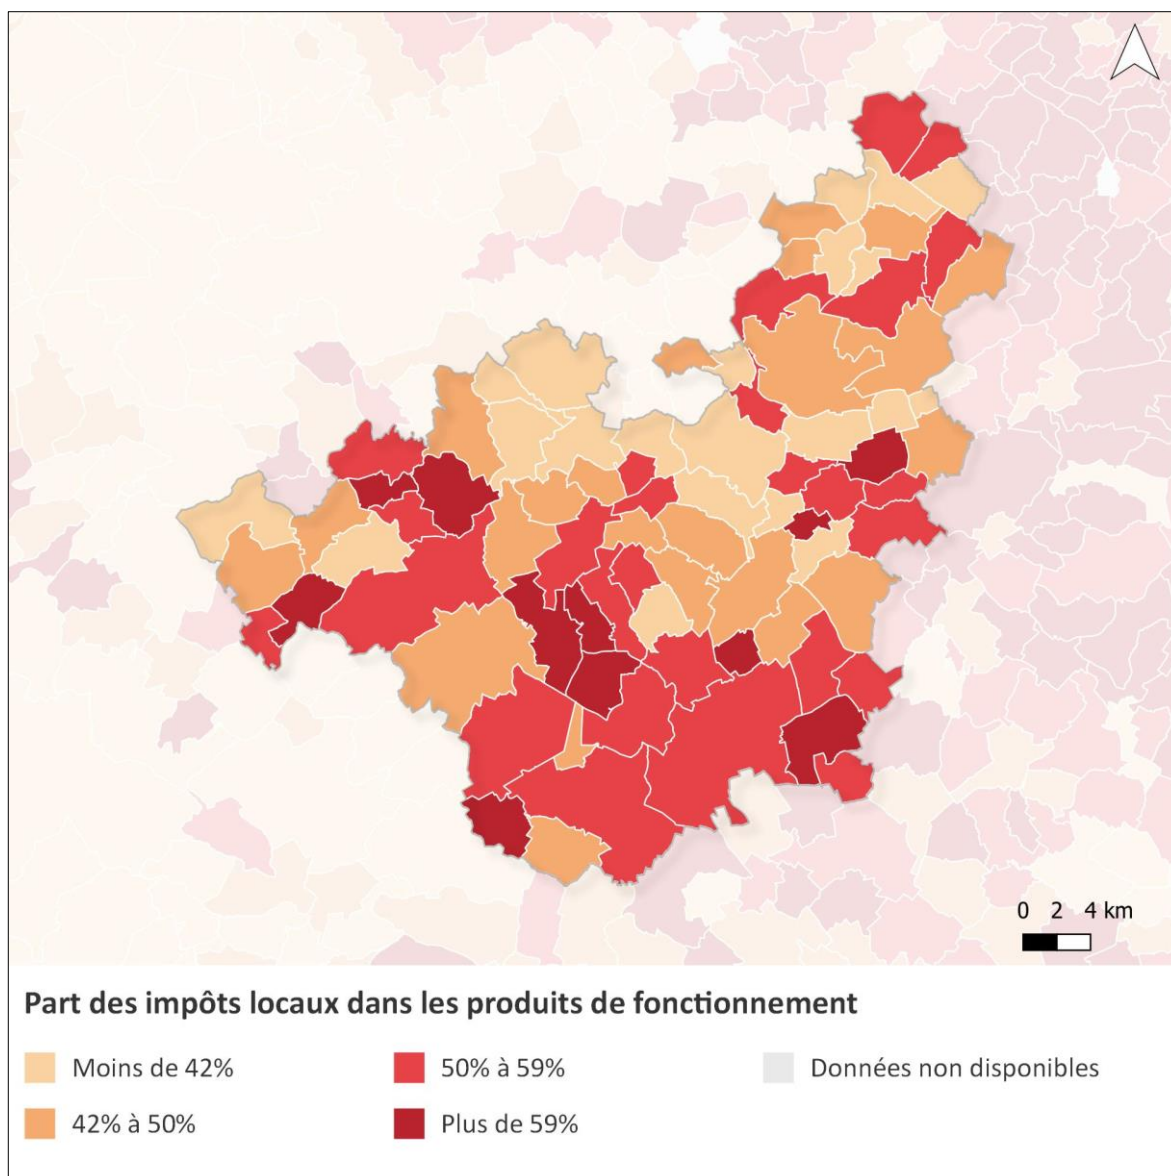 0 2 4 km
Part des impôts locaux dans les produits de fonctionnement
Moins de 42% 50% à 59% Données non disponibles
42% à 50% Plus de 59%